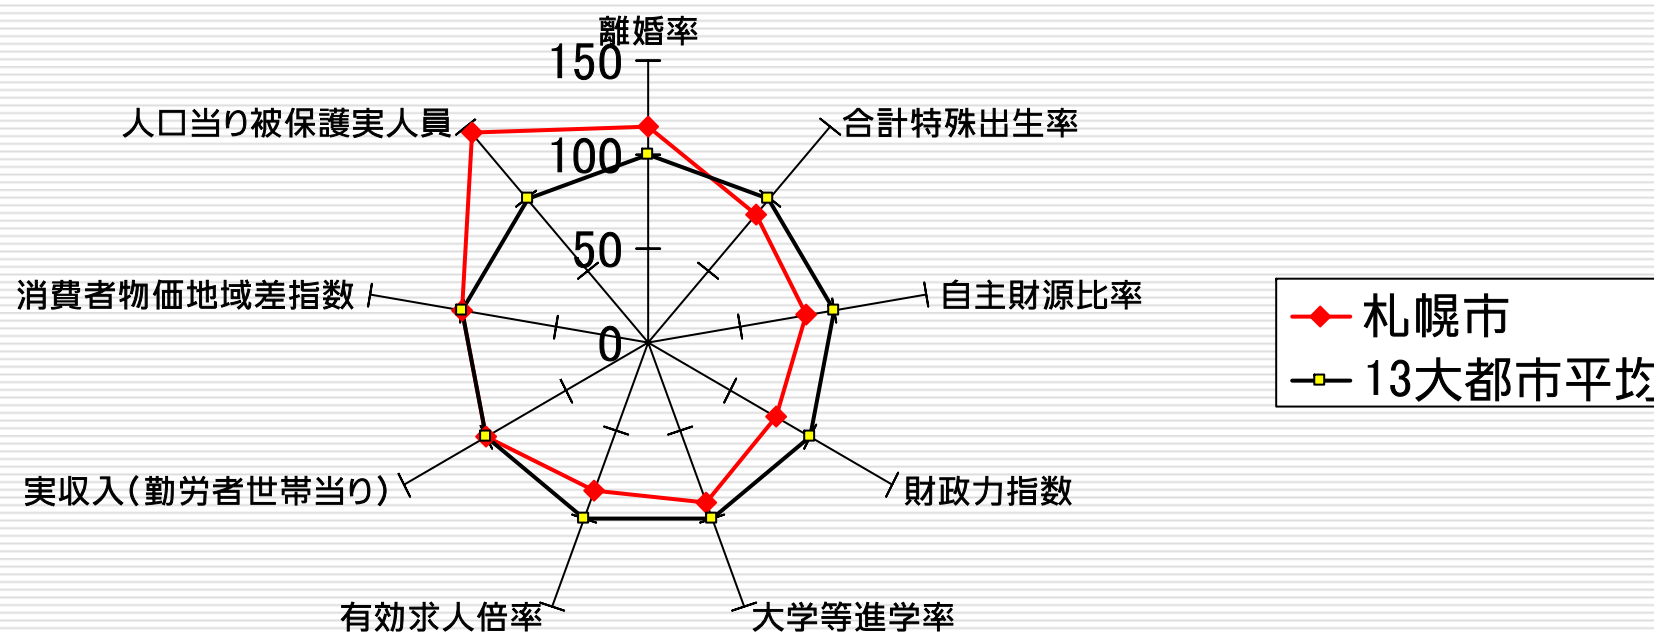 離婚率
150
人口当り被保護実人員
合計特殊出生率
100
50
消費者物価地域差指数
自主財源比率
0
札幌市
13大都市平均
実収入(勤労者世帯当り)
財政力指数
有効求人倍率
大学等進学率